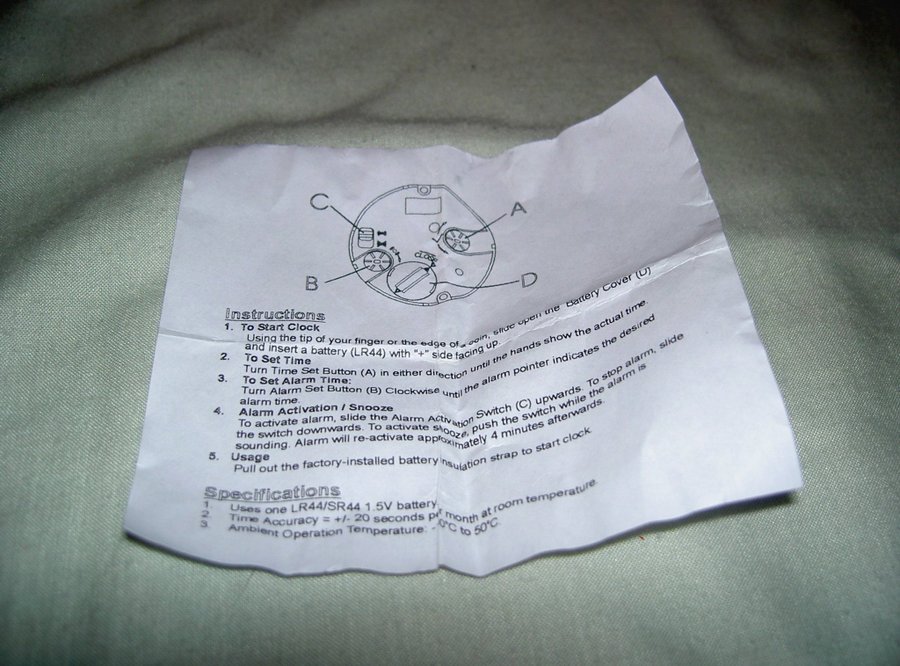 C
A
CLOSE
B
D
Instructions
1. To Start Clock
Using the tip of your finger or the edge of a coin, slide open the Battery Cover (D)
and insert a battery (LR44) with "+" side facing up.
2. To Set Time
Turn Time Set Button (A) in either direction until the hands show the actual time.
3. To Set Alarm Time:
Turn Alarm Set Button (B) Clockwise until the alarm pointer indicates the desired
alarm time.
4. Alarm Activation / Snooze
To activate alarm, slide the Alarm Activation Switch (C) upwards. To stop alarm, slide
the switch downwards. To activate snooze, push the switch while the alarm is
sounding. Alarm will re-activate approximately 4 minutes afterwards.
5. Usage
Pull out the factory-installed battery insulation strap to start clock.
Specifications
1. Uses one LR44/SR44 1.5V battery.
2. Time Accuracy = +/- 20 seconds per month at room temperature.
3. Ambient Operation Temperature: to 50°C.